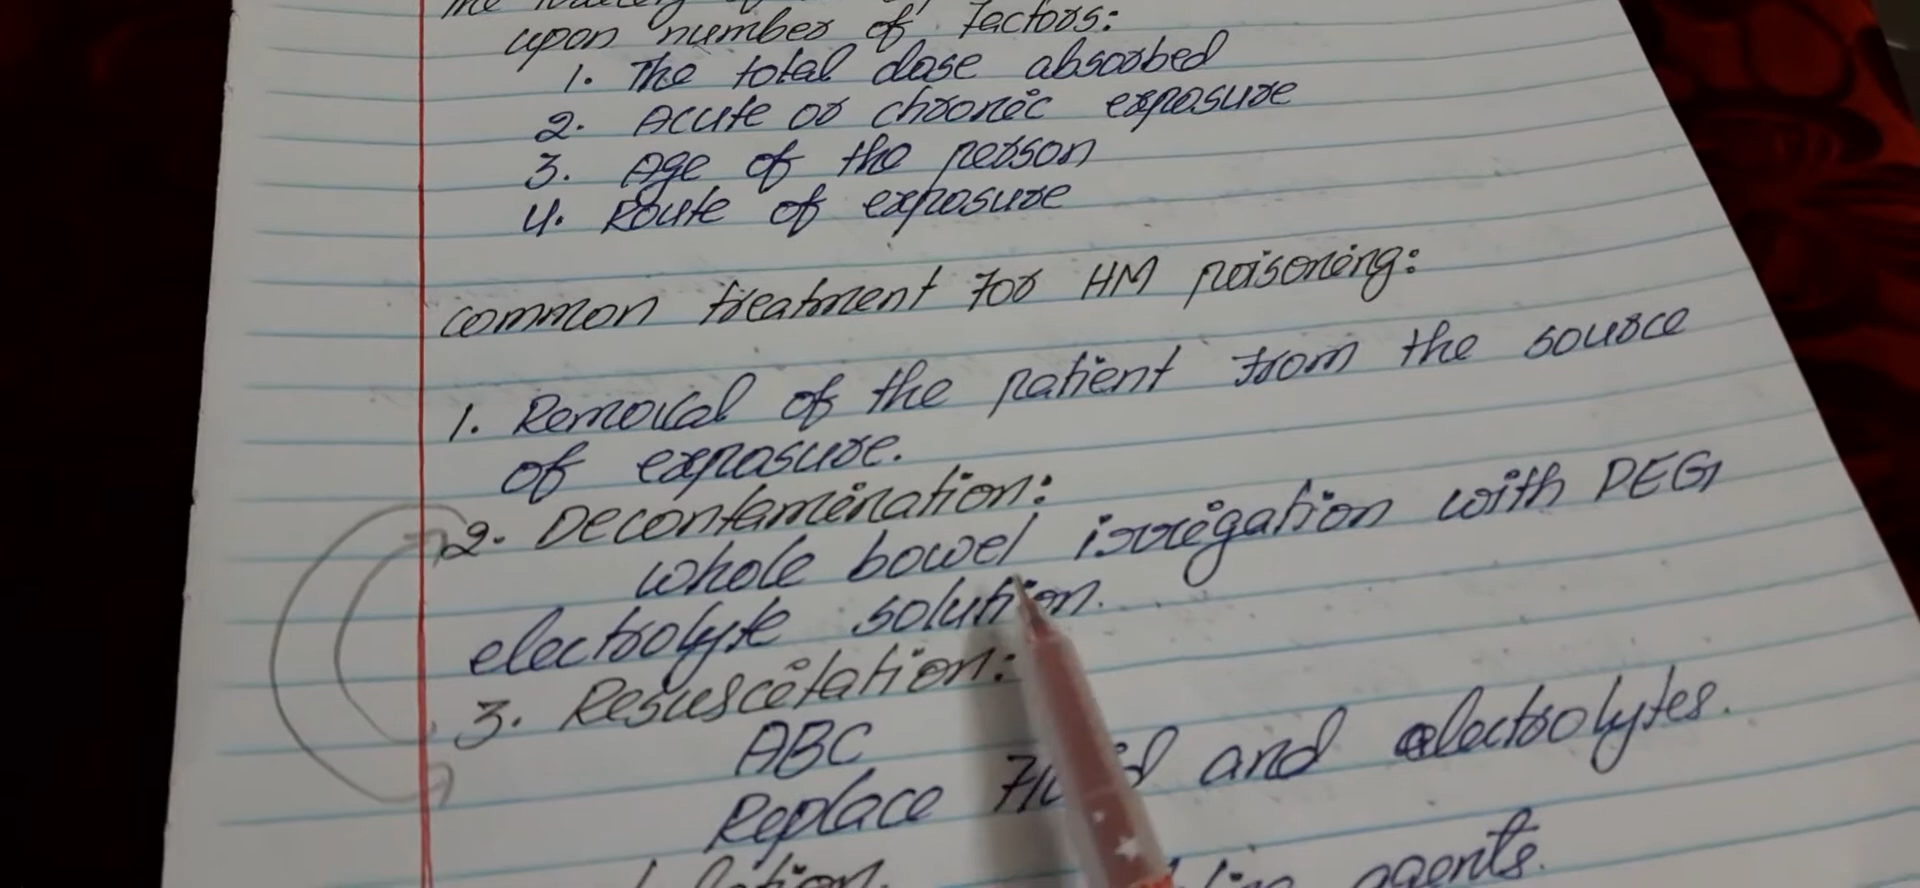 upon number of factors:
1. The total dose absorbed
2. Acute or chronic exposure
3. Age of the person
4. Route of exposure
common treatment for HM poisoning:
1. Removal of the patient from the source
of exposure.
2. Decontamination:
whole bowel irrigation with PEG
electrolyte solution.
3. Resuscitation:
ABC
Replace Fluid and electrolytes.
agents.